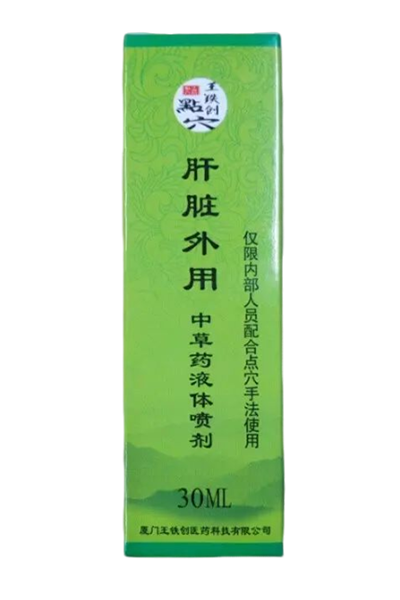 王铁创
點穴
肝脏外用
中草药液体喷剂
仅限内部人员配合点穴手法使用
30ML
厦门王铁创医药科技有限公司